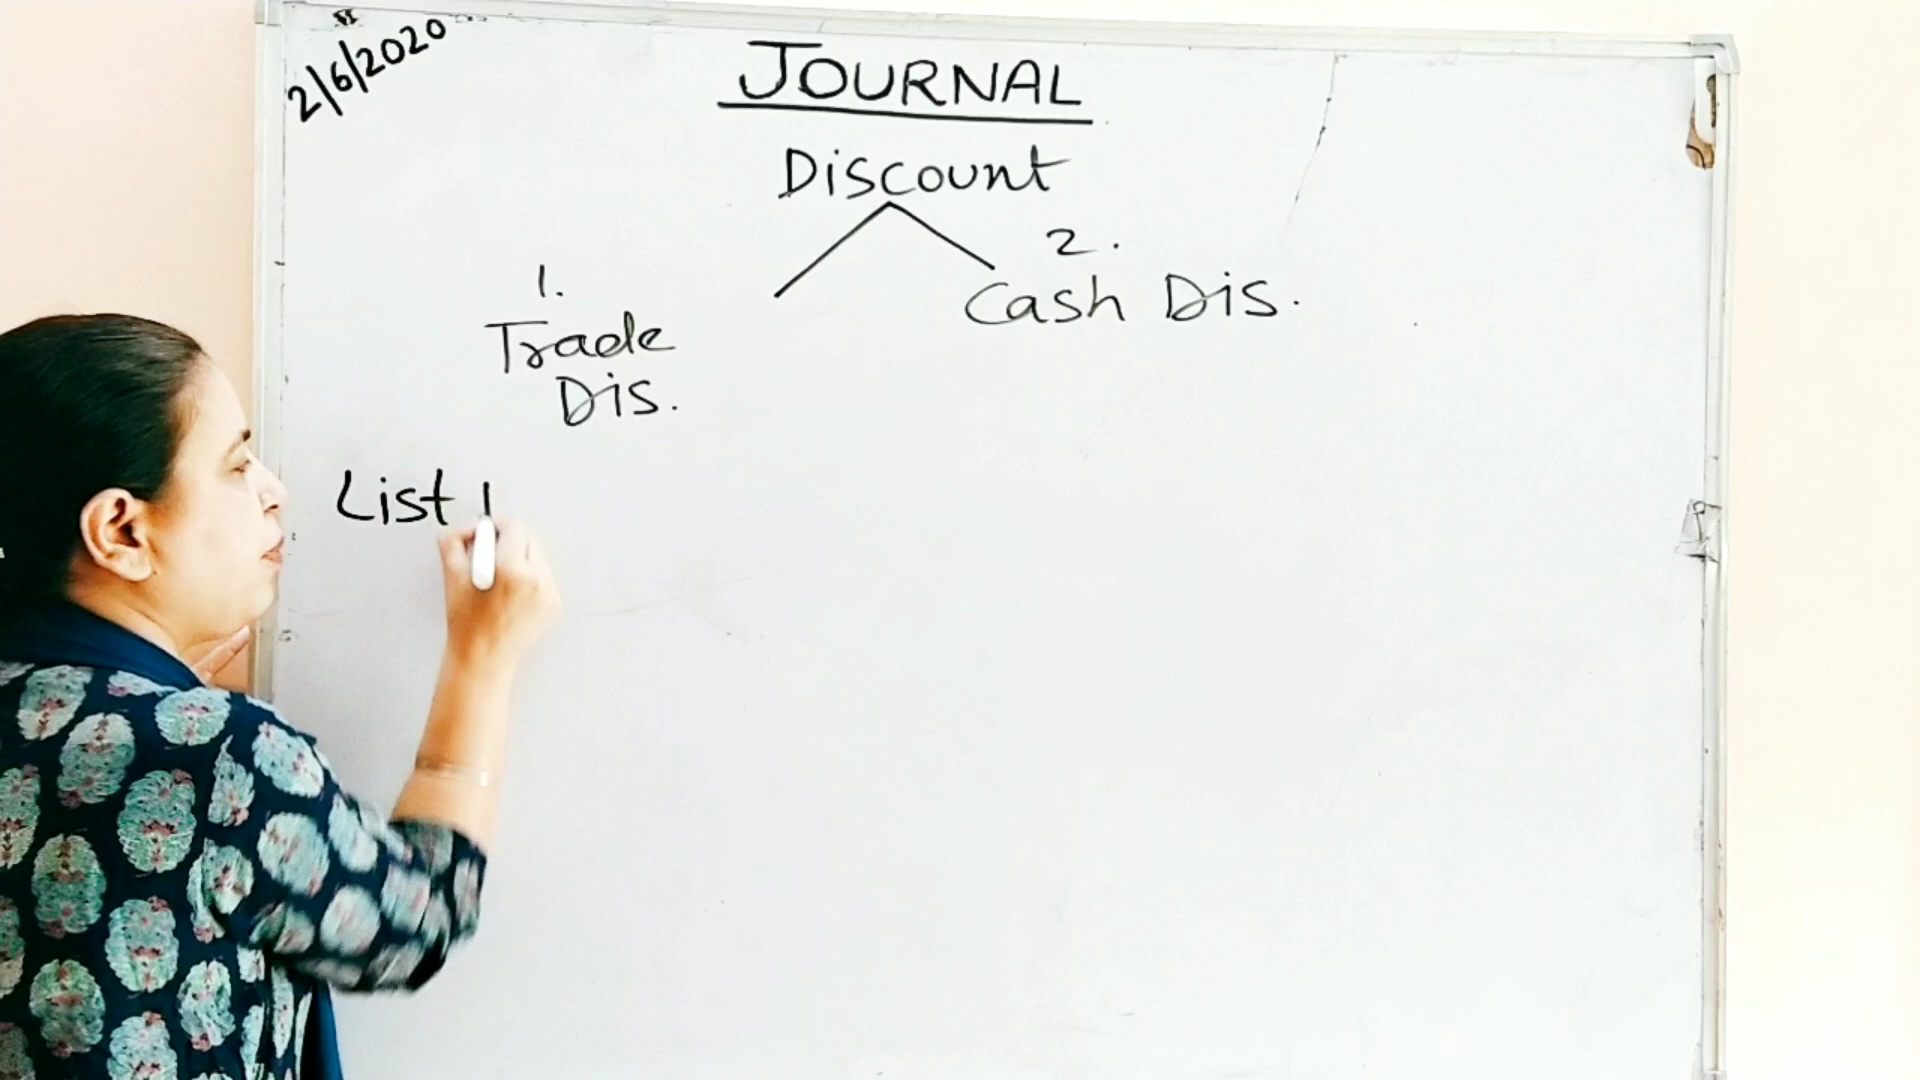 2/6/2020
JOURNAL
Discount
1.
Trade
Dis.
2.
Cash Dis.
List